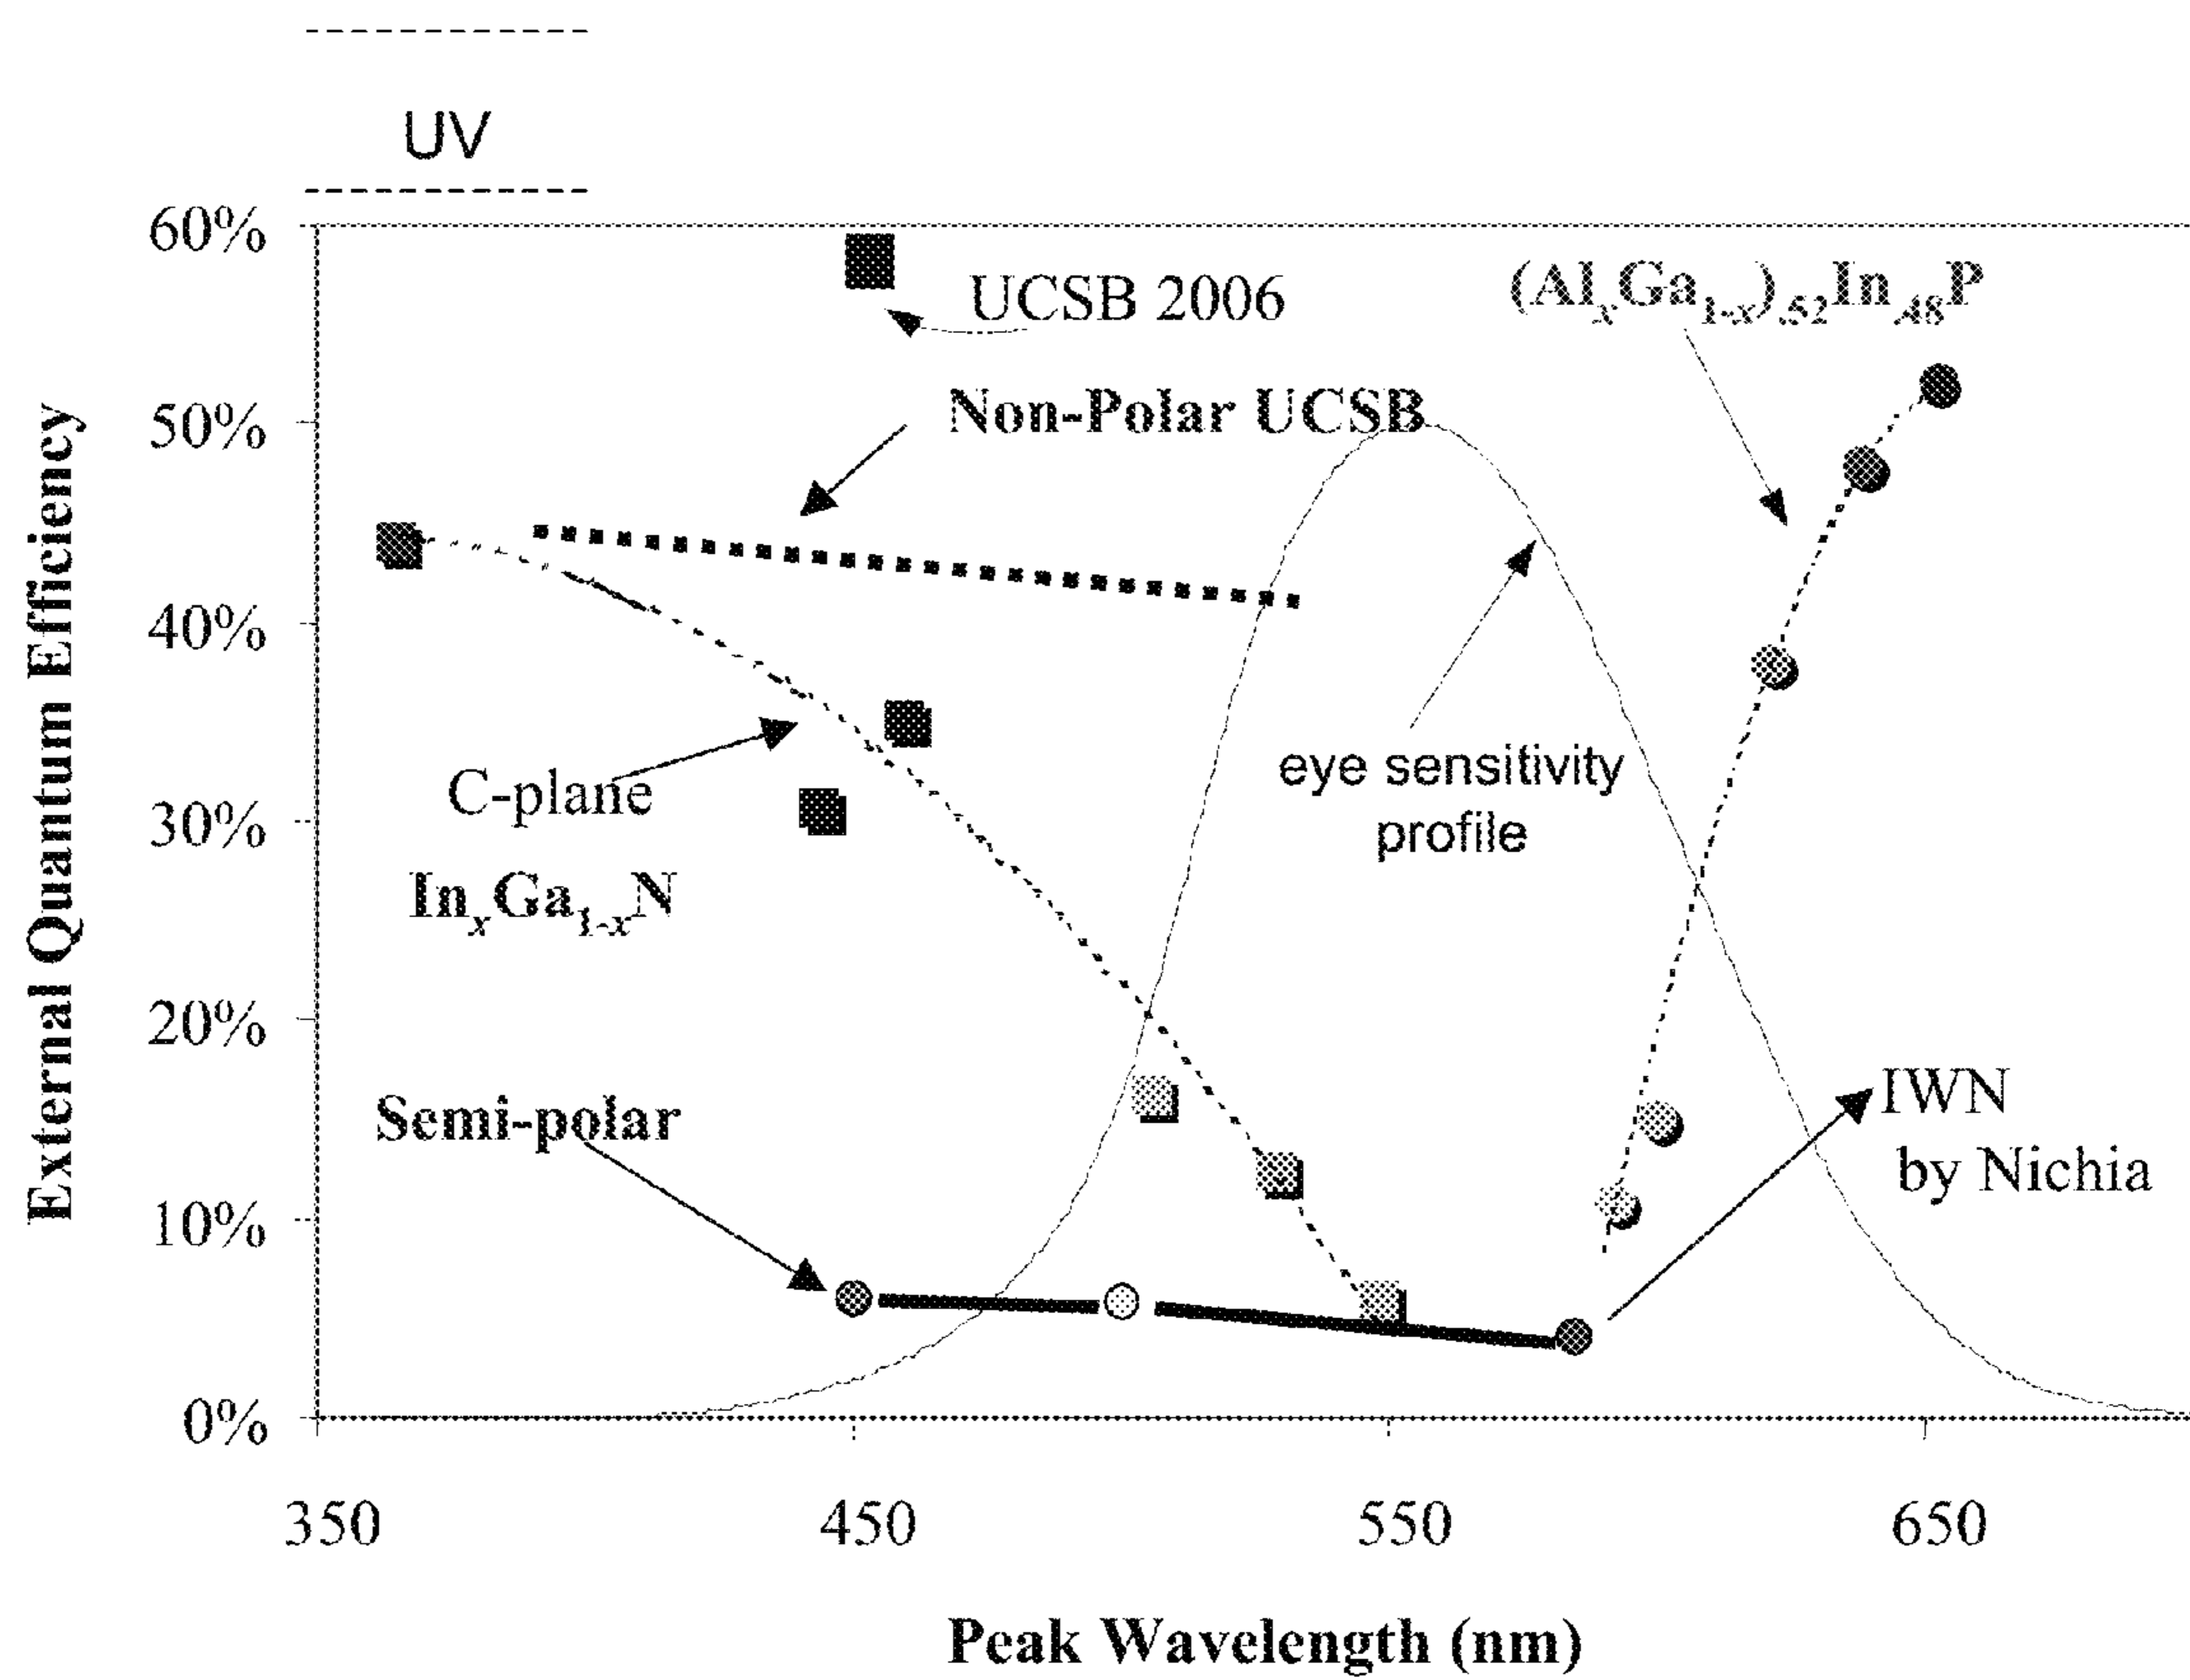 UV
60%
50%
40%
30%
20%
10%
0%
External Quantum Efficiency
UCSB 2006
(AlₓGa₁₋ₓ).₅₂In.₄₈P
Non-Polar UCSB
C-plane
InₓGa₁₋ₓN
eye sensitivity
profile
Semi-polar
IWN
by Nichia
350 450 550 650
Peak Wavelength (nm)